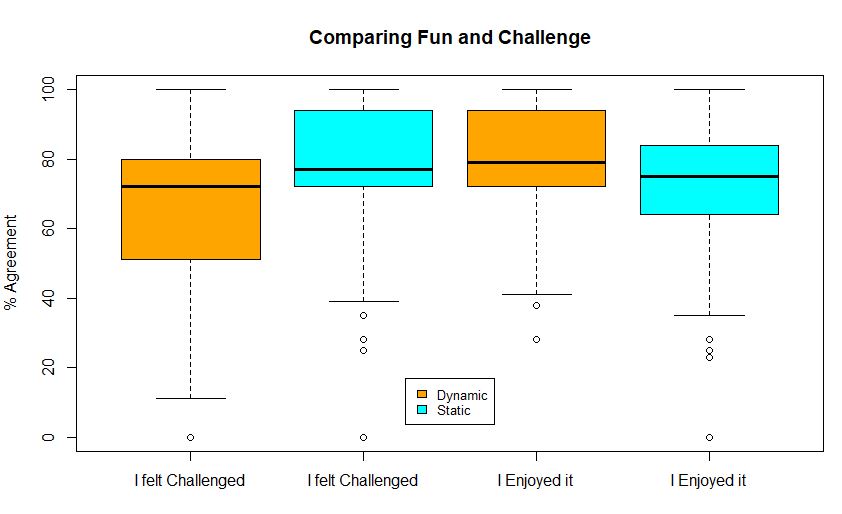 Comparing Fun and Challenge
% Agreement
100
80
60
40
20
0
Dynamic
Static
I felt Challenged
I felt Challenged
I Enjoyed it
I Enjoyed it